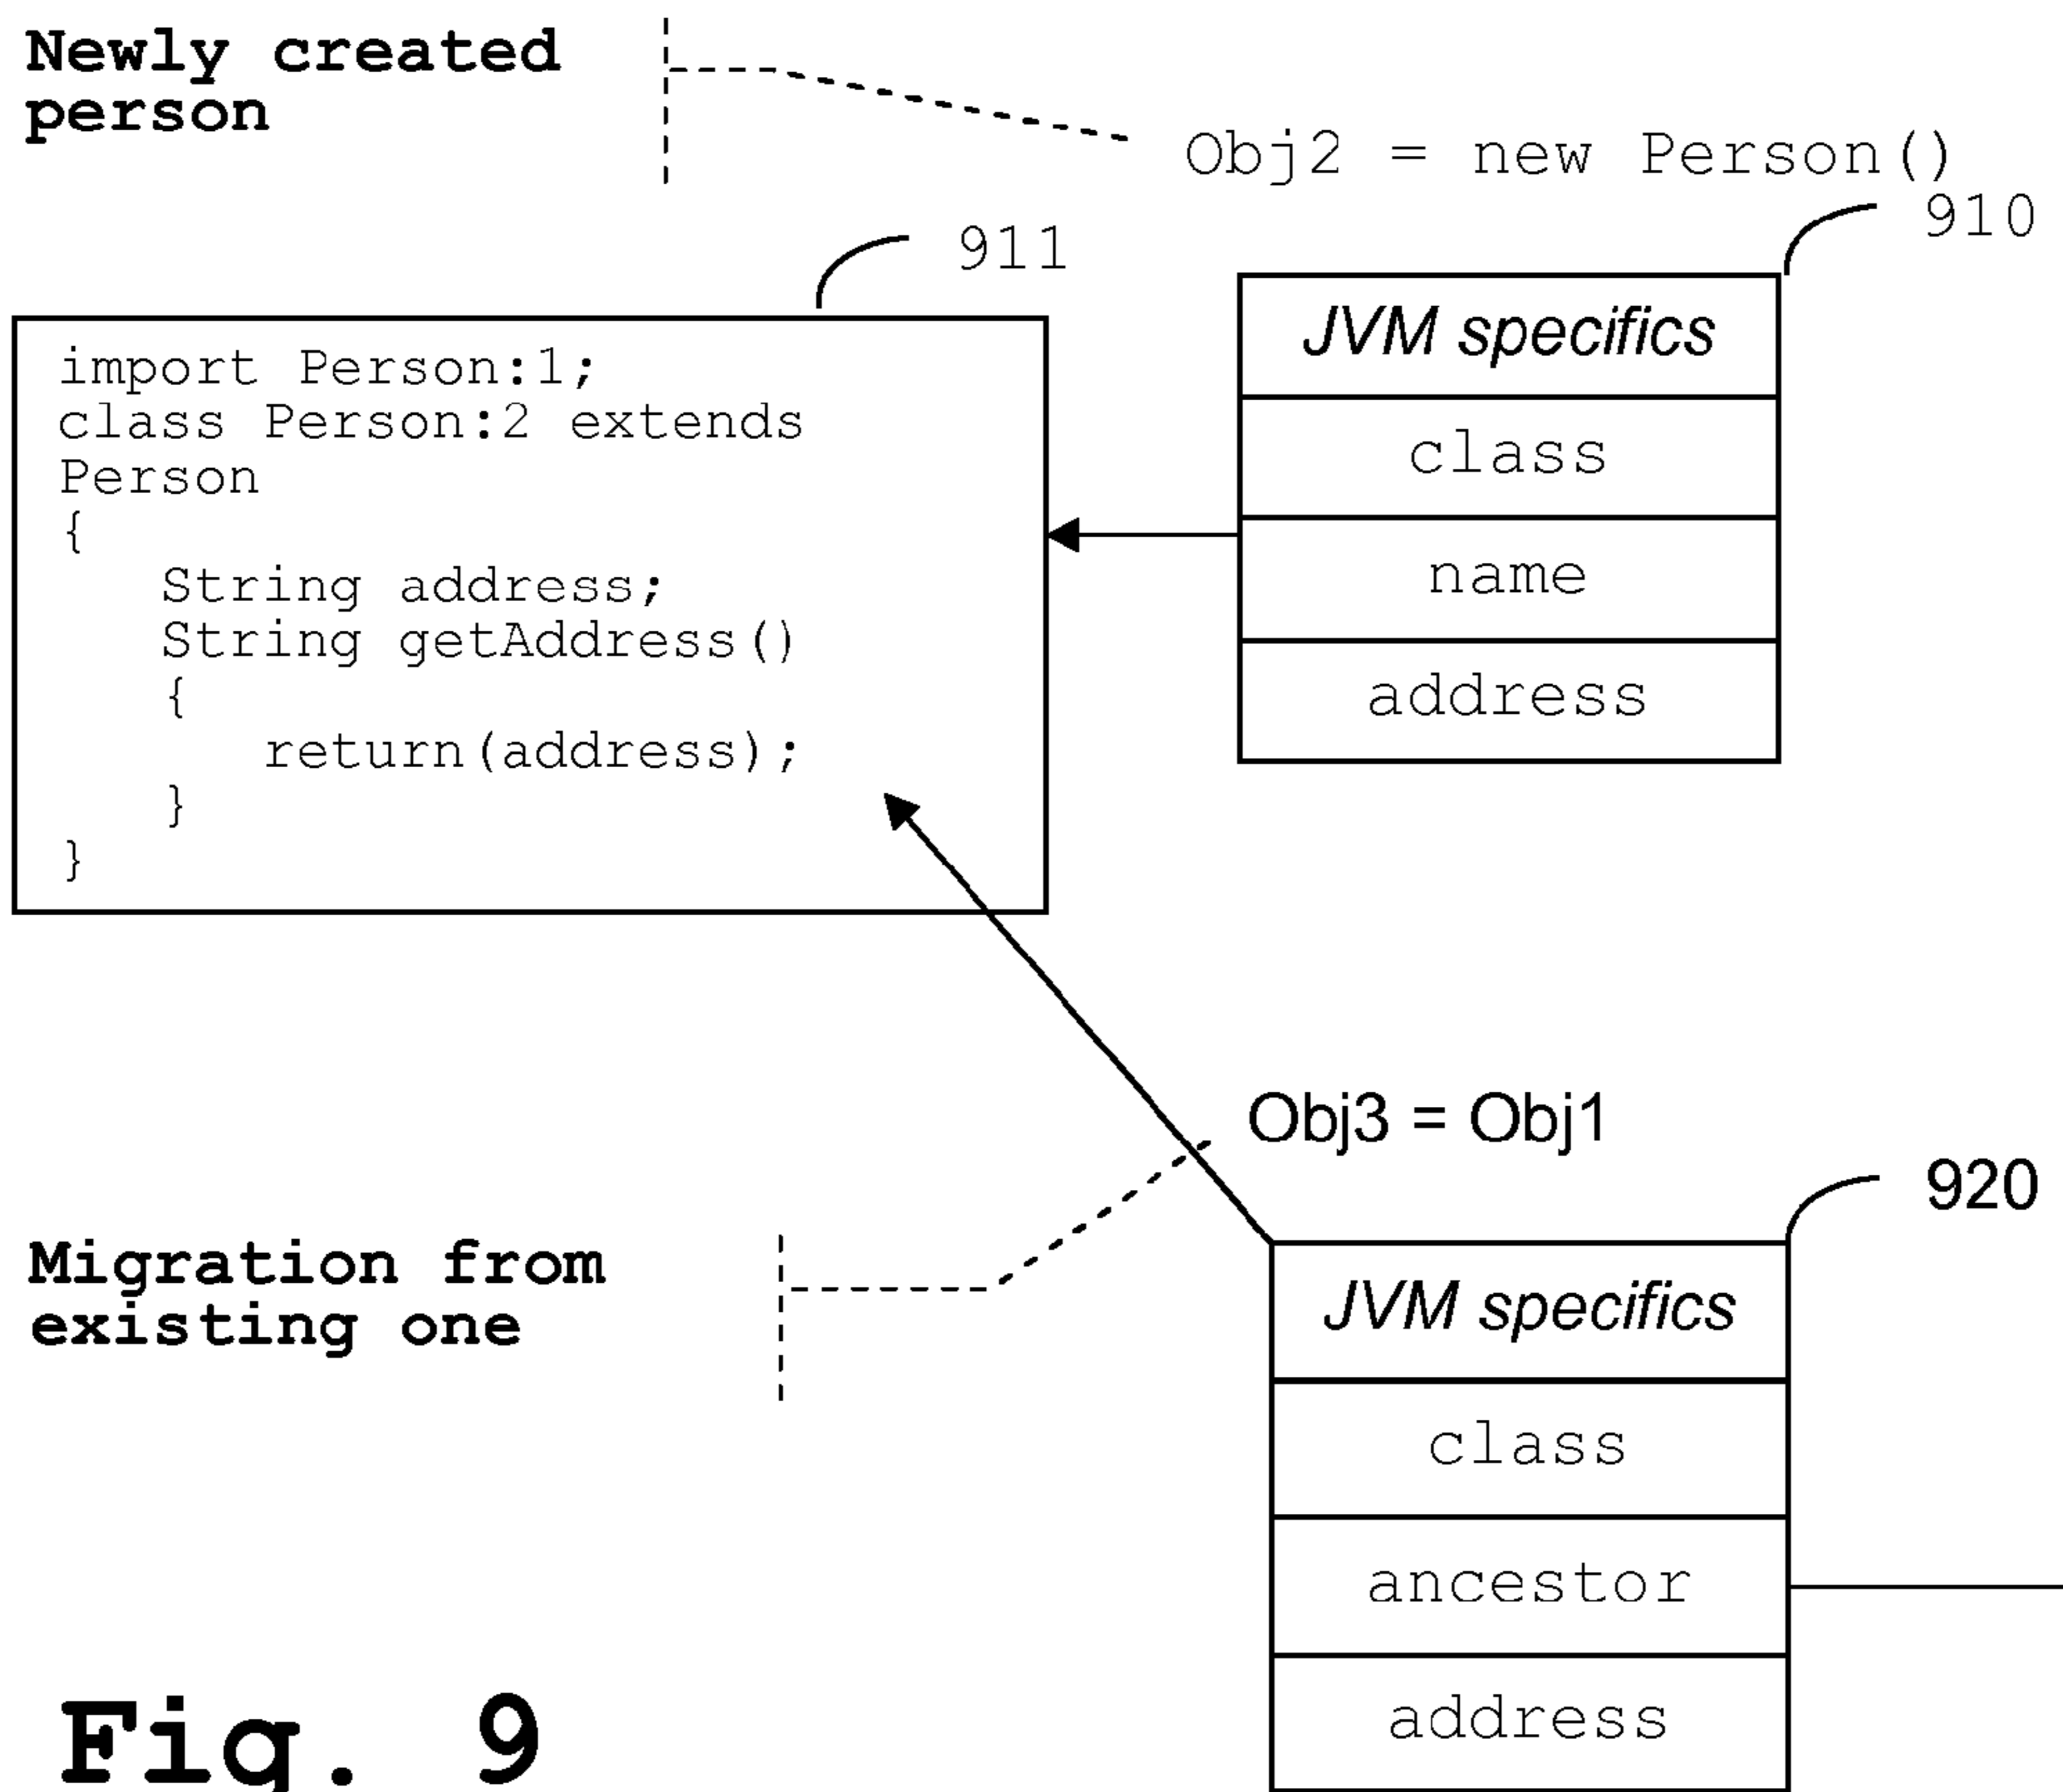 Newly created
person
Obj2 = new Person()
910
911
import Person:1;
class Person:2 extends
Person
{
String address;
String getAddress()
{
return(address);
}
}
JVM specifics
class
name
address
Obj3 = Obj1
920
Migration from
existing one
JVM specifics
class
ancestor
address
Fig. 9